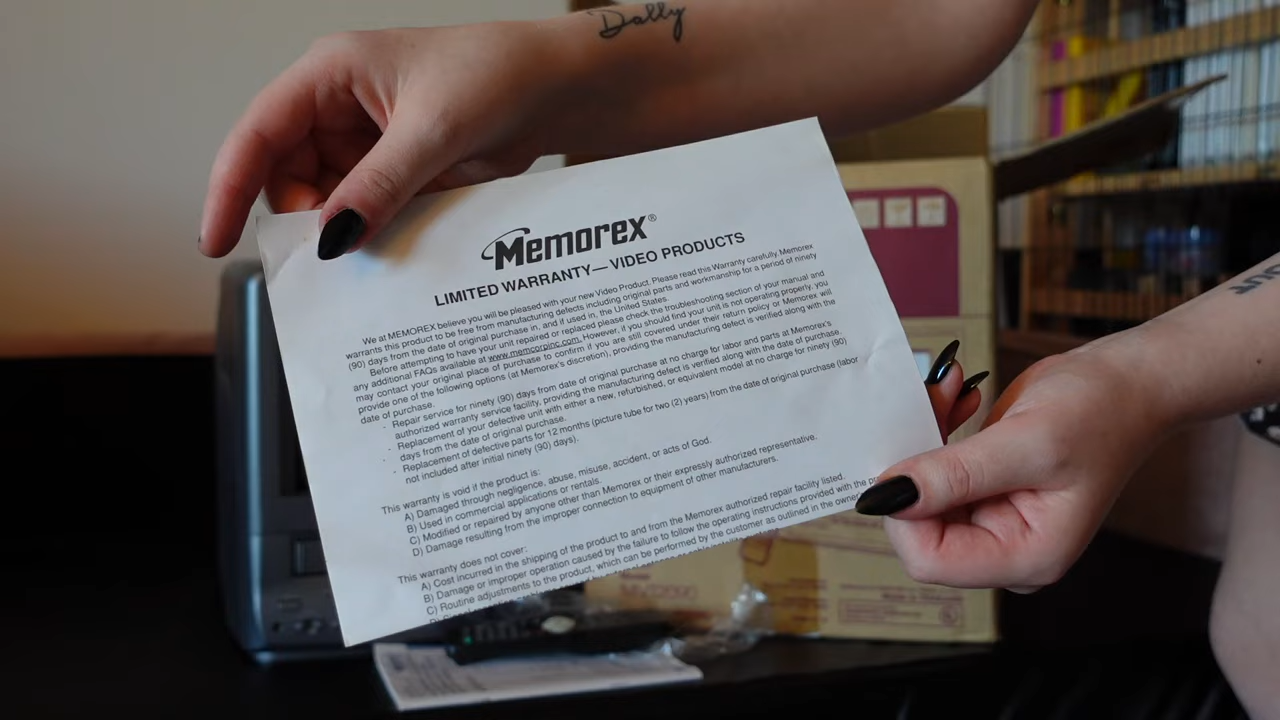 Dally
Memorex®
LIMITED WARRANTY—VIDEO PRODUCTS
We at MEMOREX believe you will be pleased with your new Video Product. Please read this Warranty carefully. Memorex
warrants this product to be free from manufacturing defects including original parts and workmanship for a period of ninety
(90) days from the date of original purchase in, and if used in, the United States.
Before attempting to have your unit repaired or replaced please check the troubleshooting section of your manual and
any additional FAQs available at www.memcorpinc.com. However, if you should find your unit is not operating properly, you
may contact your original place of purchase to confirm if you are still covered under their return policy or Memorex will
provide one of the following options (at Memorex's discretion), providing the manufacturing defect is verified along with the
date of purchase.
- Repair service for ninety (90) days from date of original purchase at no charge for labor and parts at Memorex's
authorized warranty service facility, providing the manufacturing defect is verified along with the date of purchase.
- Replacement of your defective unit with either a new, refurbished, or equivalent model at no charge for ninety (90)
days from the date of original purchase.
- Replacement of defective parts for 12 months (picture tube for two (2) years) from the date of original purchase (labor
not included after initial ninety (90) days).
This warranty is void if the product is:
A) Damaged through negligence, abuse, misuse, accident, or acts of God.
B) Used in commercial applications or rentals.
C) Modified or repaired by anyone other than Memorex or their expressly authorized representative.
D) Damage resulting from the improper connection to equipment of other manufacturers.
This warranty does not cover:
A) Cost incurred in the shipping of the product to and from the Memorex authorized repair facility listed.
B) Damage or improper operation caused by the failure to follow the operating instructions provided with the
C) Routine adjustments to the product, which can be performed by the customer as outlined in the